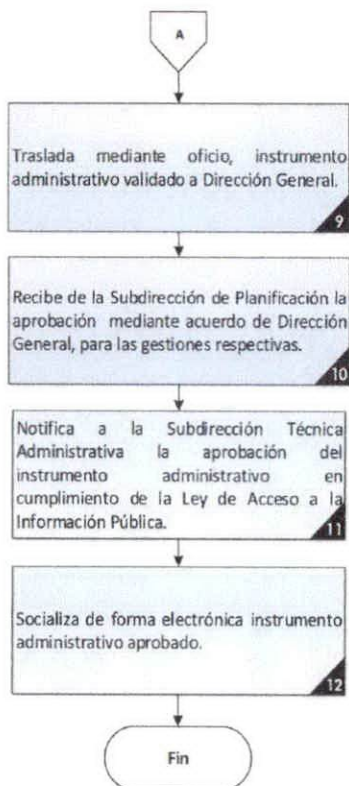 A
Traslada mediante oficio, instrumento
administrativo validado a Dirección General.
9
Recibe de la Subdirección de Planificación la
aprobación mediante acuerdo de Dirección
General, para las gestiones respectivas.
10
Notifica a la Subdirección Técnica
Administrativa la aprobación del
instrumento administrativo en
cumplimiento de la Ley de Acceso a la
Información Pública.
11
Socializa de forma electrónica instrumento
administrativo aprobado.
12
Fin